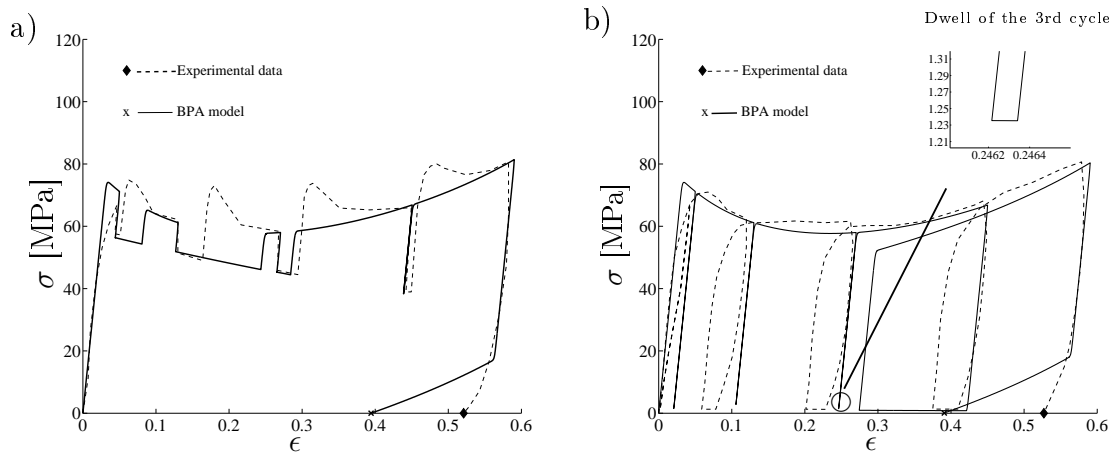 a)
120
100
80
60
40
20
0
σ [MPa]
Experimental data
x BPA model
0 0.1 0.2 0.3 0.4 0.5 0.6
ϵ
b)
Dwell of the 3rd cycle
120
100
80
60
40
20
0
σ [MPa]
Experimental data
x BPA model
1.31
1.29
1.27
1.25
1.23
1.21
0.2462 0.2464
0 0.1 0.2 0.3 0.4 0.5 0.6
ϵ